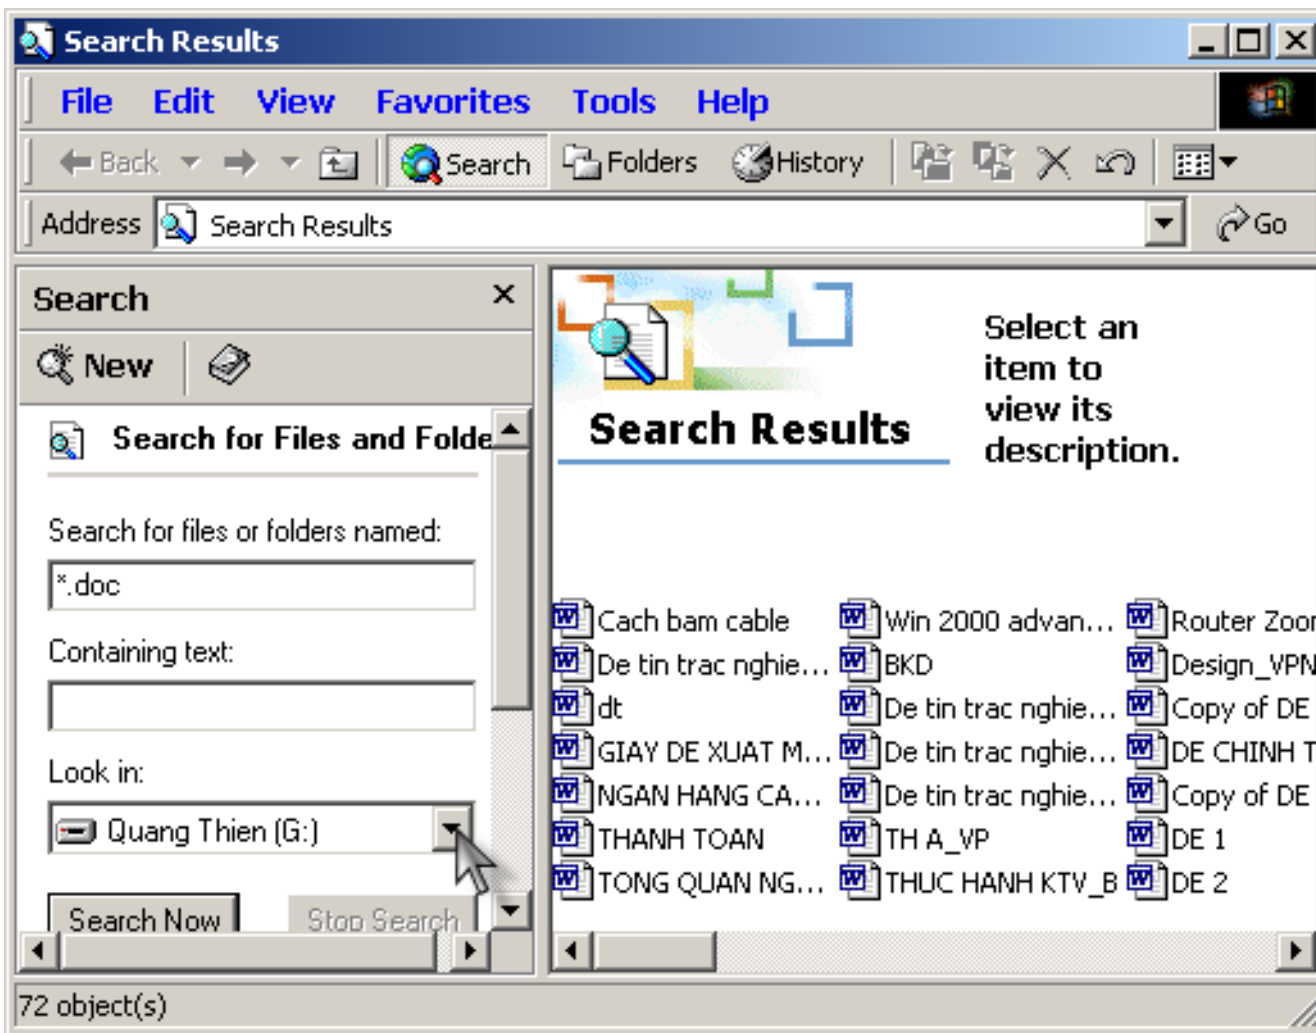 Search Results
File Edit View Favorites Tools Help
Back Search Folders History
Address Search Results Go
Search
New
Search for Files and Folde
Search for files or folders named:
*.doc
Containing text:
Look in:
Quang Thien (G:)
Search Now Stop Search
Search Results
Select an
item to
view its
description.
Cach bam cable Win 2000 advan... Router Zoor
De tin trac nghie... BKD Design_VPN
dt De tin trac nghie... Copy of DE
GIAY DE XUAT M... De tin trac nghie... DE CHINH T
NGAN HANG CA... De tin trac nghie... Copy of DE
THANH TOAN TH A_VP DE 1
TONG QUAN NG... THUC HANH KTV_B DE 2
72 object(s)